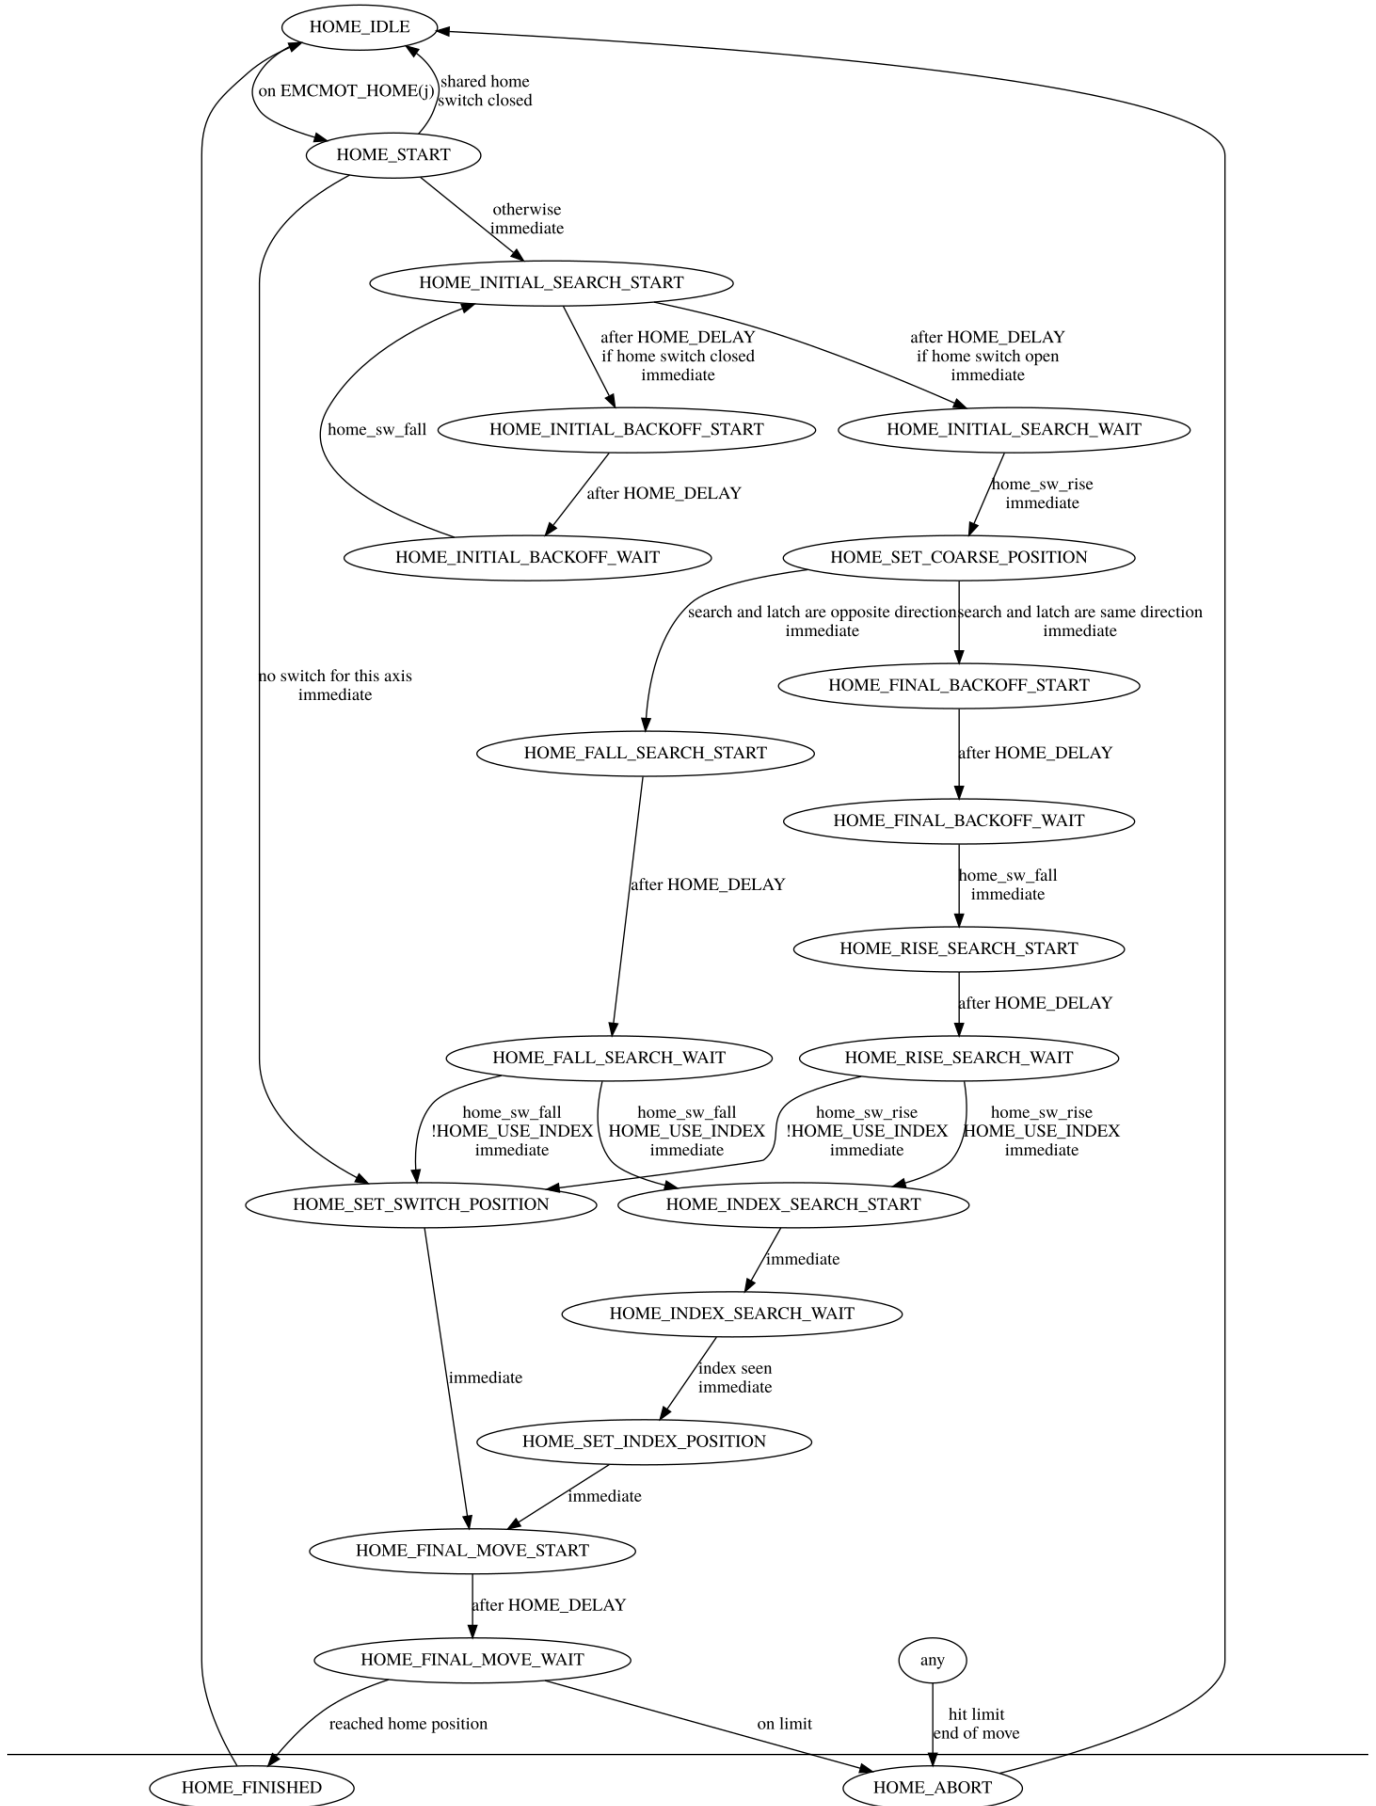 HOME_IDLE
on EMCMOT_HOME(j)
shared home
switch closed
HOME_START
otherwise
immediate
HOME_INITIAL_SEARCH_START
after HOME_DELAY
if home switch closed
immediate
after HOME_DELAY
if home switch open
immediate
home_sw_fall
HOME_INITIAL_BACKOFF_START
HOME_INITIAL_SEARCH_WAIT
after HOME_DELAY
home_sw_rise
immediate
HOME_INITIAL_BACKOFF_WAIT
HOME_SET_COARSE_POSITION
search and latch are opposite direction
immediate
search and latch are same direction
immediate
no switch for this axis
immediate
HOME_FINAL_BACKOFF_START
HOME_FALL_SEARCH_START
after HOME_DELAY
HOME_FINAL_BACKOFF_WAIT
after HOME_DELAY
home_sw_fall
immediate
HOME_RISE_SEARCH_START
after HOME_DELAY
HOME_FALL_SEARCH_WAIT
HOME_RISE_SEARCH_WAIT
home_sw_fall
!HOME_USE_INDEX
immediate
home_sw_fall
HOME_USE_INDEX
immediate
home_sw_rise
!HOME_USE_INDEX
immediate
home_sw_rise
HOME_USE_INDEX
immediate
HOME_SET_SWITCH_POSITION
HOME_INDEX_SEARCH_START
immediate
HOME_INDEX_SEARCH_WAIT
immediate
index seen
immediate
HOME_SET_INDEX_POSITION
immediate
HOME_FINAL_MOVE_START
after HOME_DELAY
HOME_FINAL_MOVE_WAIT
any
reached home position
on limit
hit limit
end of move
HOME_FINISHED
HOME_ABORT